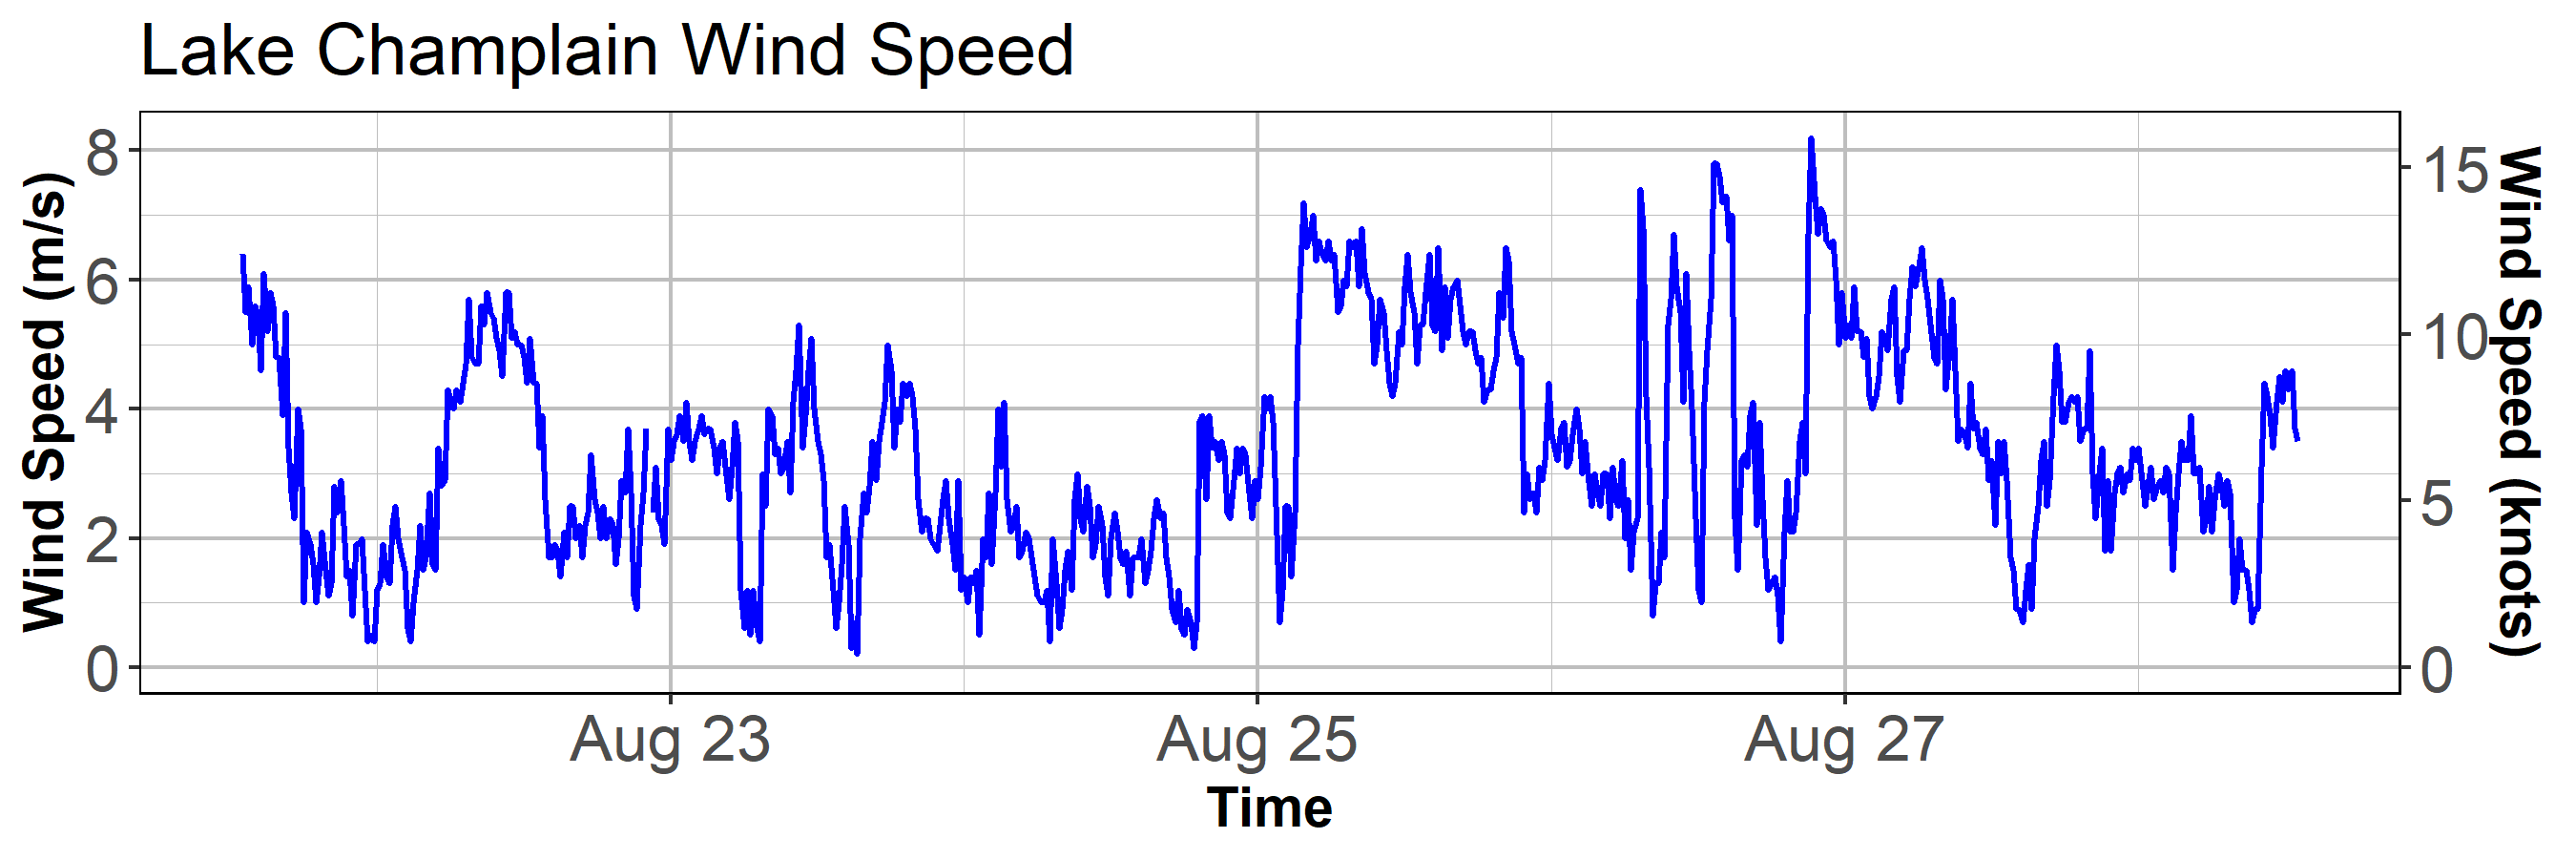 Lake Champlain Wind Speed
Wind Speed (m/s)
8
6
4
2
0
15
10
5
0
Wind Speed (knots)
Aug 23
Aug 25
Aug 27
Time